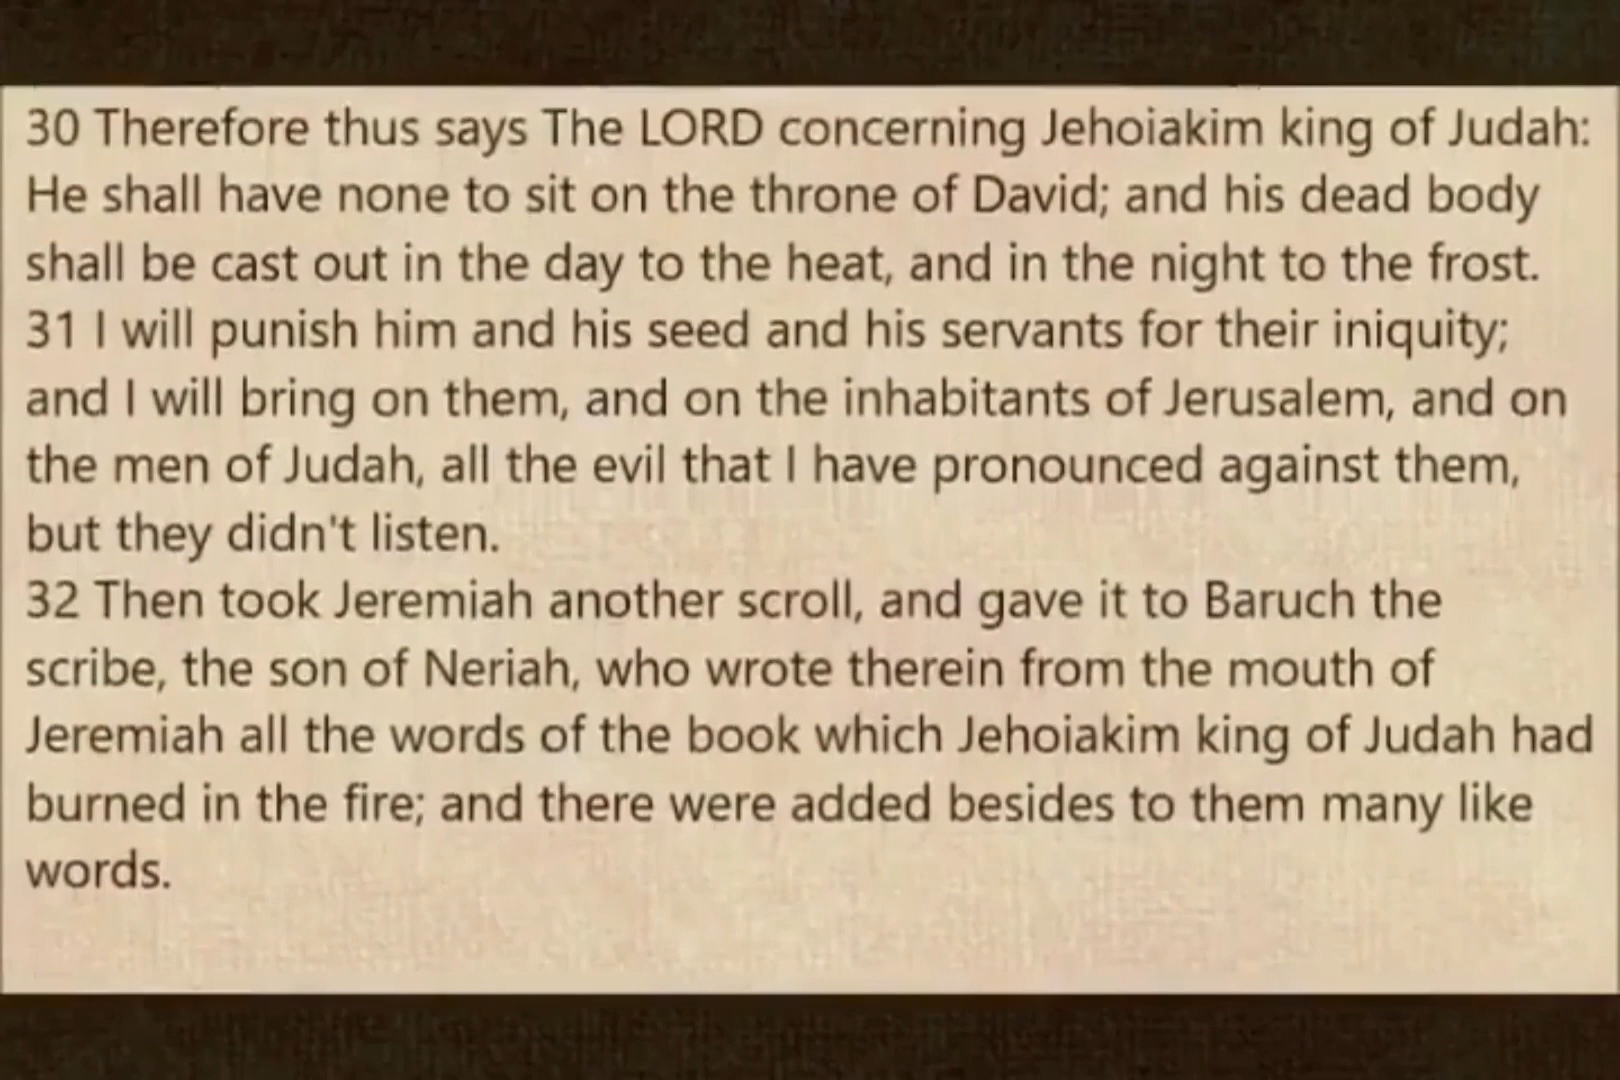 30 Therefore thus says The LORD concerning Jehoiakim king of Judah:
He shall have none to sit on the throne of David; and his dead body
shall be cast out in the day to the heat, and in the night to the frost.
31 I will punish him and his seed and his servants for their iniquity;
and I will bring on them, and on the inhabitants of Jerusalem, and on
the men of Judah, all the evil that I have pronounced against them,
but they didn't listen.
32 Then took Jeremiah another scroll, and gave it to Baruch the
scribe, the son of Neriah, who wrote therein from the mouth of
Jeremiah all the words of the book which Jehoiakim king of Judah had
burned in the fire; and there were added besides to them many like
words.